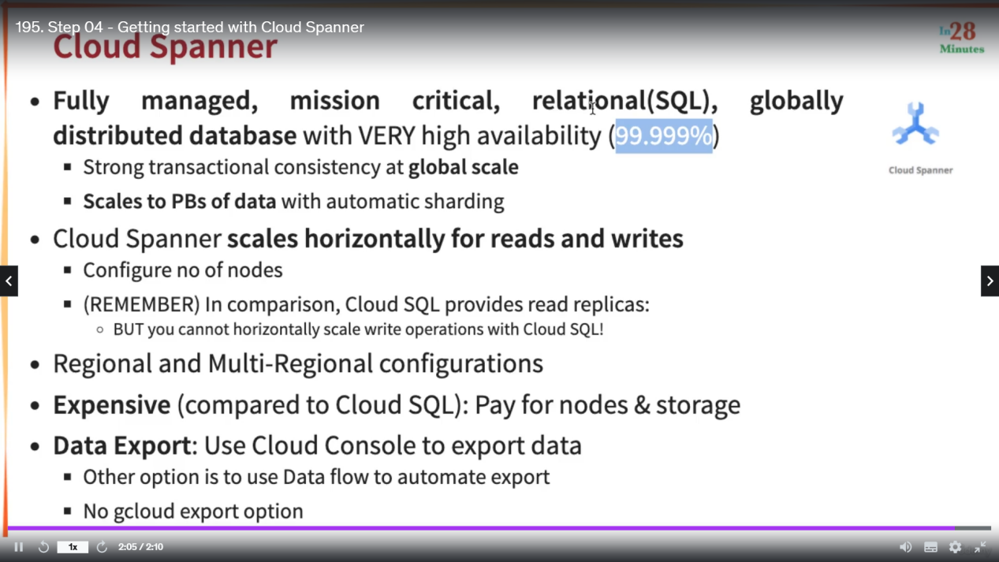 195. Step 04 - Getting started with Cloud Spanner
Cloud Spanner
In28
Minutes
• Fully managed, mission critical, relational(SQL), globally
distributed database with VERY high availability (99.999%)
▪ Strong transactional consistency at global scale
▪ Scales to PBs of data with automatic sharding
Cloud Spanner
• Cloud Spanner scales horizontally for reads and writes
▪ Configure no of nodes
▪ (REMEMBER) In comparison, Cloud SQL provides read replicas:
○ BUT you cannot horizontally scale write operations with Cloud SQL!
• Regional and Multi-Regional configurations
• Expensive (compared to Cloud SQL): Pay for nodes & storage
• Data Export: Use Cloud Console to export data
▪ Other option is to use Data flow to automate export
▪ No gcloud export option
1x
2:05 / 2:10